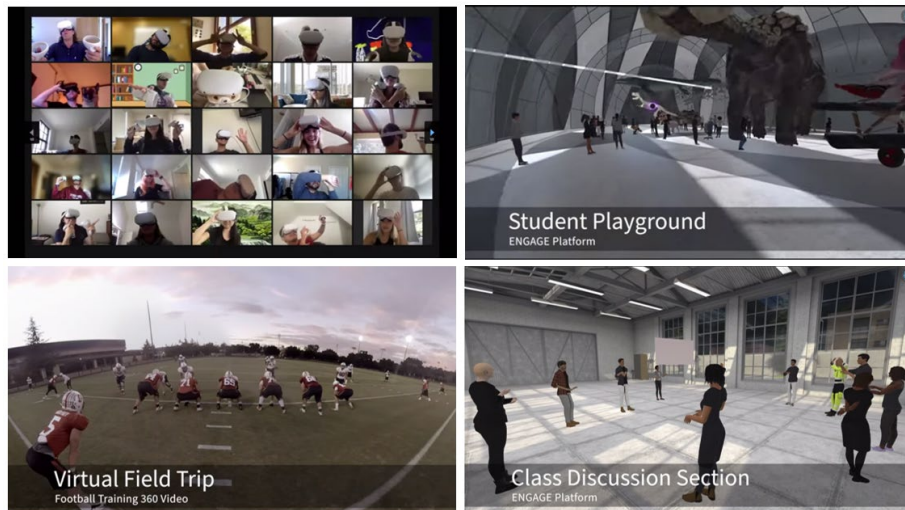 Student Playground
ENGAGE Platform
Virtual Field Trip
Football Training 360 Video
Class Discussion Section
ENGAGE Platform